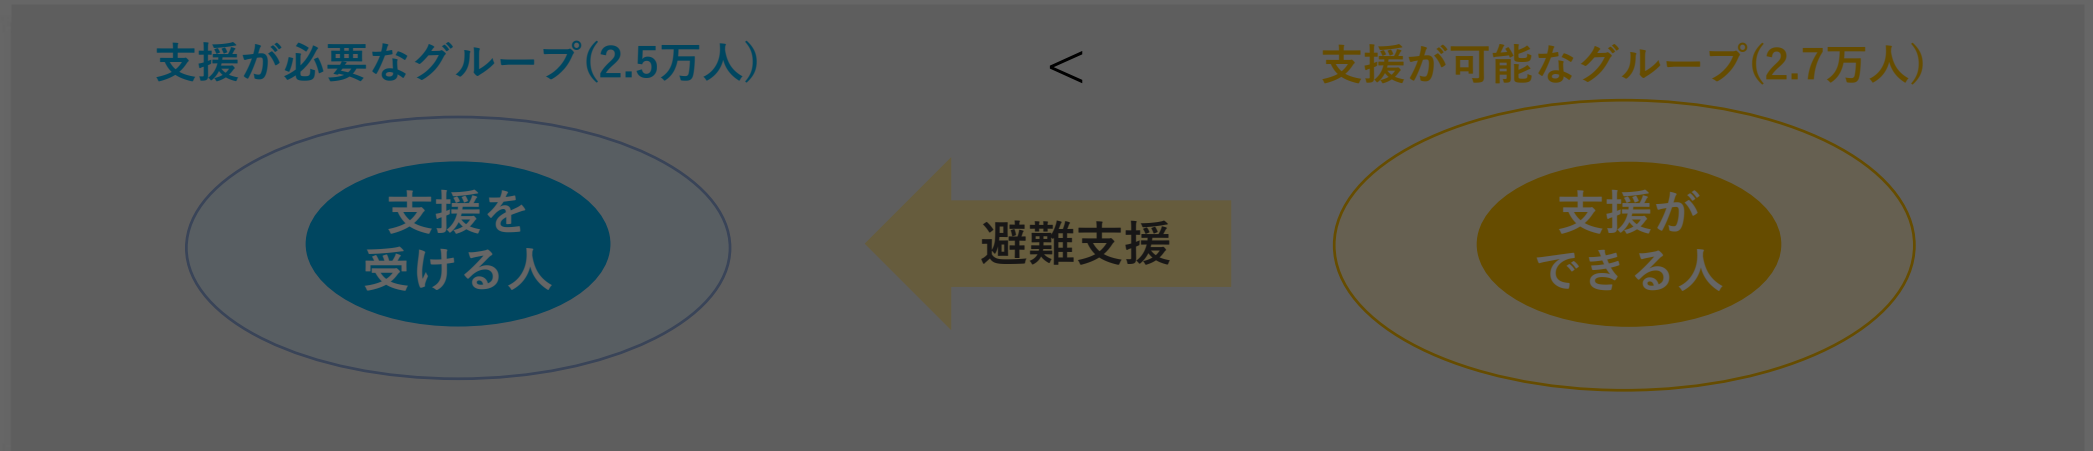 支援が必要なグループ(2.5万人)
<
支援が可能なグループ(2.7万人)
支援を
受ける人
避難支援
支援が
できる人